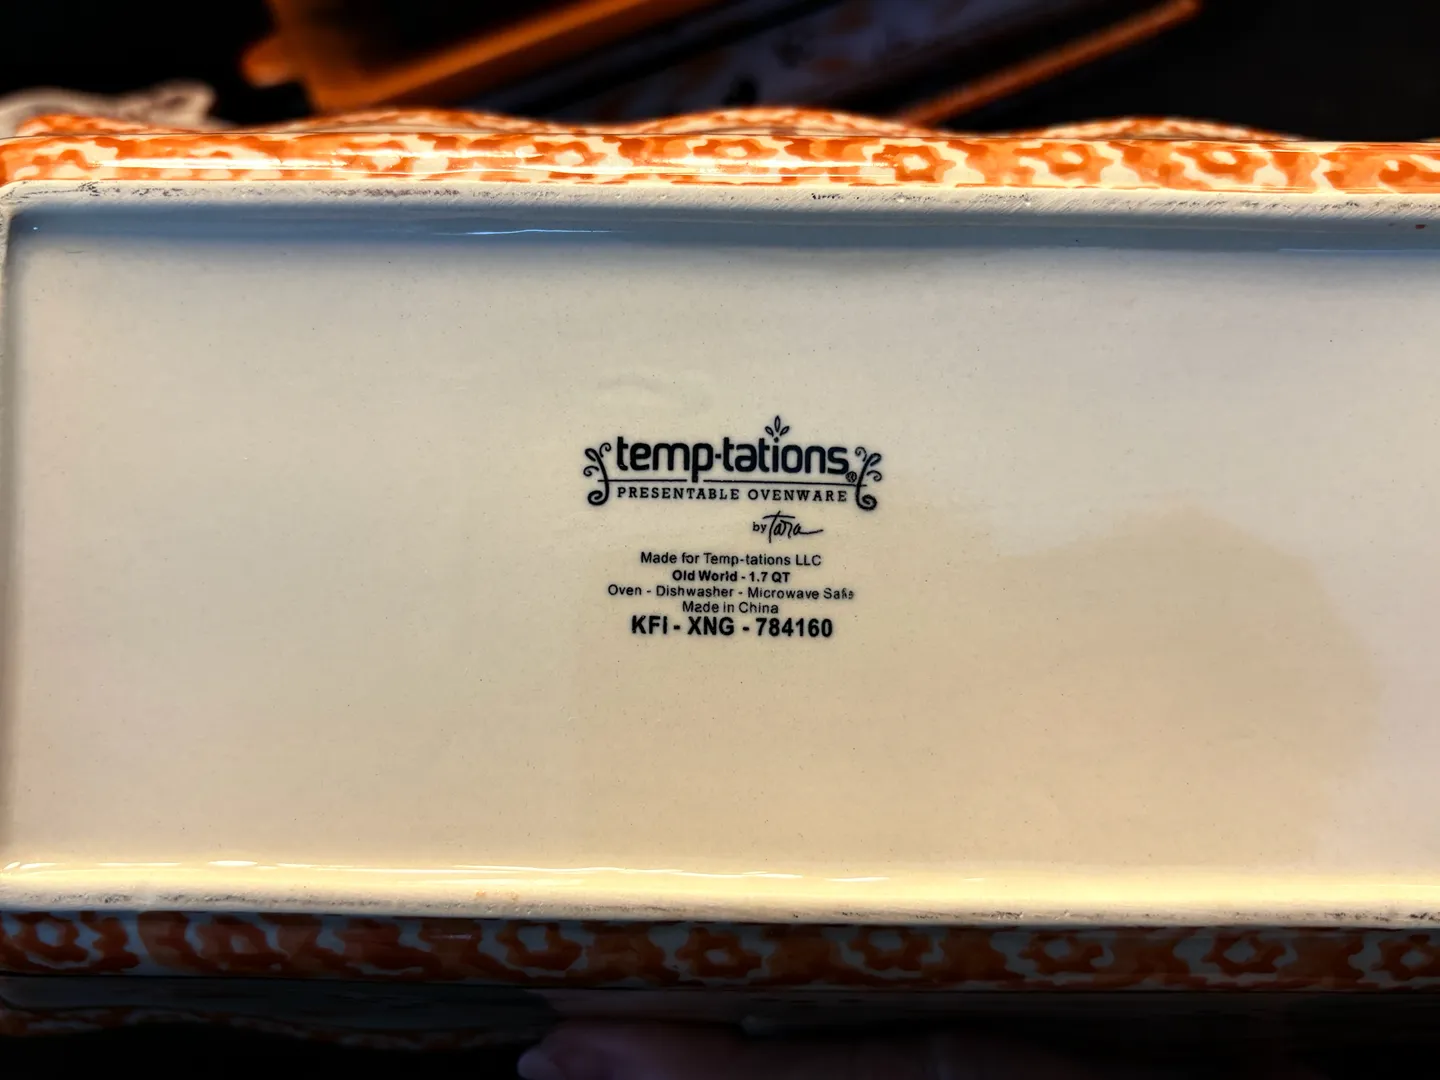 temp-tations®
PRESENTABLE OVENWARE
by Tara
Made for Temp-tations LLC
Old World - 1.7 QT
Oven - Dishwasher - Microwave Safe
Made in China
KFI - XNG - 784160